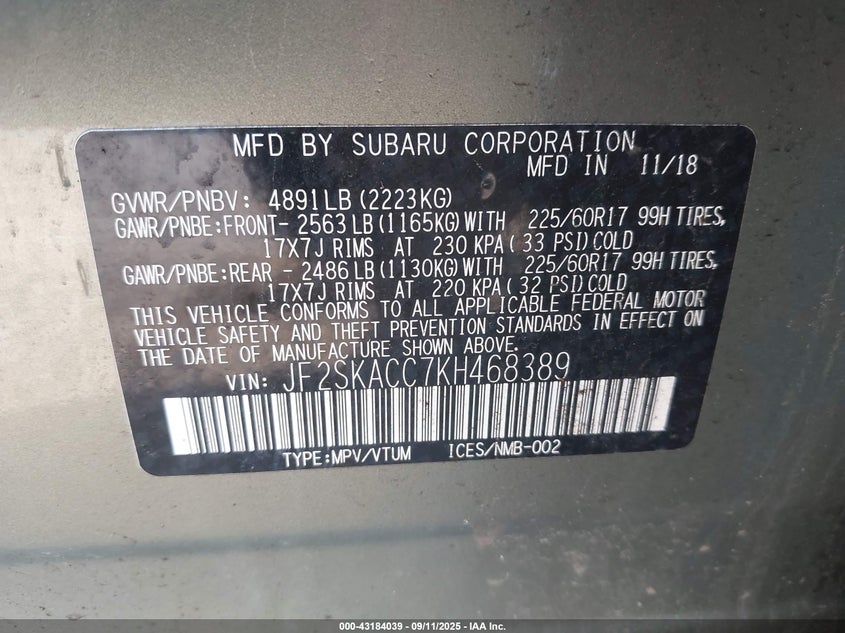 MFD BY SUBARU CORPORATION
MFD IN 11/18
GVWR/PNBV: 4891LB (2223KG)
GAWR/PNBE:FRONT- 2563LB (1165KG) WITH 225/60R17 99H TIRES,
17X7J RIMS AT 230 KPA( 33 PSI) COLD
GAWR/PNBE:REAR - 2486LB (1130KG) WITH 225/60R17 99H TIRES,
17X7J RIMS AT 220 KPA( 32 PSI) COLD
THIS VEHICLE CONFORMS TO ALL APPLICABLE FEDERAL MOTOR
VEHICLE SAFETY AND THEFT PREVENTION STANDARDS IN EFFECT ON
THE DATE OF MANUFACTURE SHOWN ABOVE.
VIN: JF2SKACC7KH468389
TYPE:MPV/VTUM ICES/NMB-002
000-43184039 - 09/11/2025 - IAA Inc.